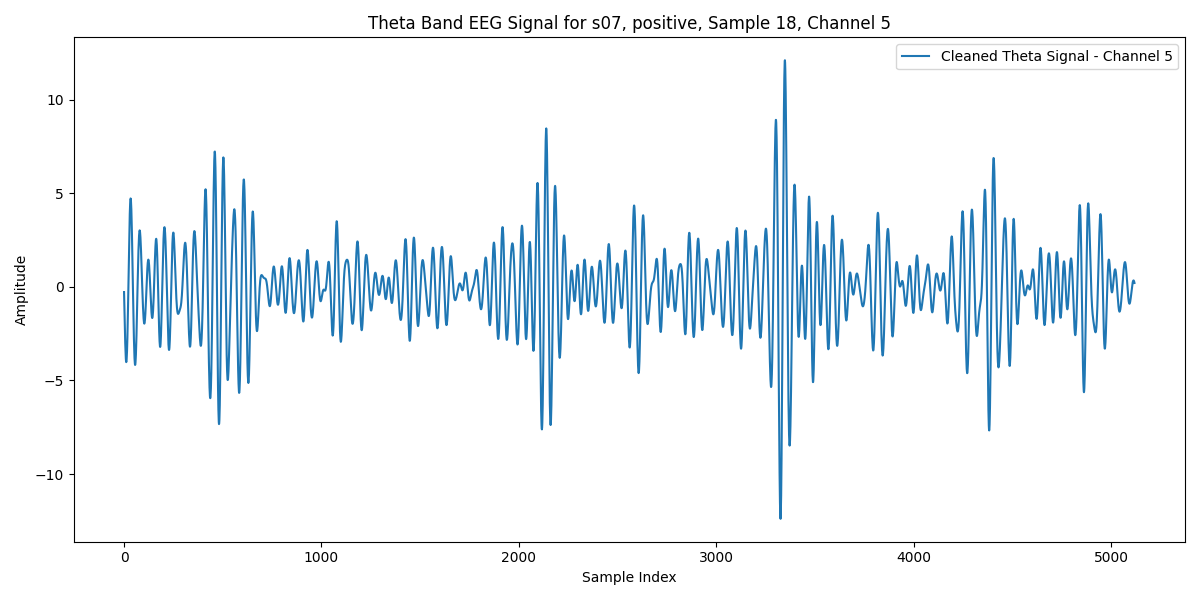 Theta Band EEG Signal for s07, positive, Sample 18, Channel 5
Cleaned Theta Signal - Channel 5
Amplitude
10
5
0
−5
−10
0 1000 2000 3000 4000 5000
Sample Index